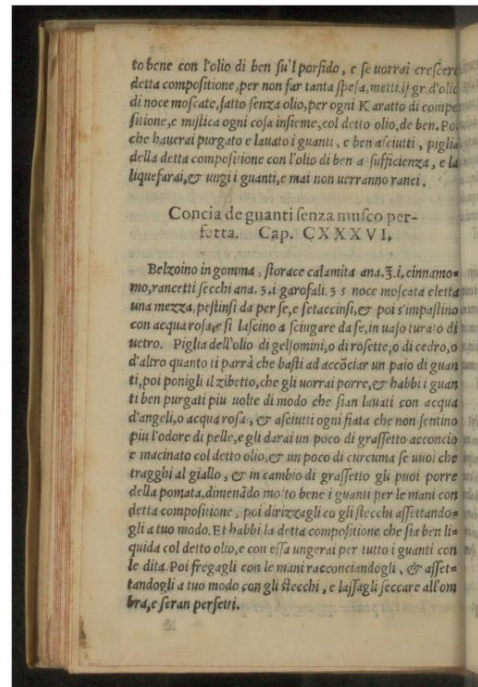 to bene con l'olio di ben ſu'l porfido, e ſe uorrai creſcere
detta compoſitione, per non far tanta ſpeſa, metti.ij gr. d'olio
di noce moſcate, fatto ſenza olio, per ogni Karatto di compo
ſitione, e miſtica ogni coſa inſieme, col detto olio, de ben. Poi
che hauerai purgato e lauato i guanti, e ben aſciutti, piglia
della detta compoſitione con l'olio di ben a ſufficienza, e la
liquefarai, & ungi i guanti, e mai non uerranno ranci.
Concia de guanti ſenza muſco per-
fetta. Cap. CXXXVI.
Belzoino in gomma, ſtorace calamita ana.ʒ.i, cinnamo-
mo, rancetti ſecchi ana.ʒ.i garofali.ʒ 5 noce moſcata eletta
una mezza, peſtinſi da per ſe, e ſetaccinſi, & poi s'impaſtino
con acqua roſa, e ſi laſcino a ſciugare da ſe, in uaſo turato di
uetro. Piglia dell'olio di gelſomini, o di roſette, o di cedro, o
d'altro quanto ti parrà che baſti ad accōciar un paio di guan
ti, poi ponigli il zibetto, che gli uorrai porre, & habbi i guan
ti ben purgati piu uolte di modo che ſian lauati con acqua
d'angeli, o acqua roſa, & aſciutti ogni fiata che non ſentino
piu l'odore di pelle, e gli darai un poco di graſſetto acconcio
e macinato col detto olio, & un poco di curcuma ſe uuoi che
tragghi al giallo, & in cambio di graſſetto gli puoi porre
della pomata, dimenādo molto bene i guanti per le mani con
detta compoſitione, poi dirizzagli co gli ſtecchi aſſettando-
gli a tuo modo. Et habbi la detta compoſitione che ſia ben li-
quida col detto olio, e con eſſa ungerai per tutto i guanti con
le dita. Poi fregagli con le mani racconciandogli, & aſſet-
tandogli a tuo modo con gli ſtecchi, e laſſagli ſeccare all'om
bra, e ſeran perfetti.